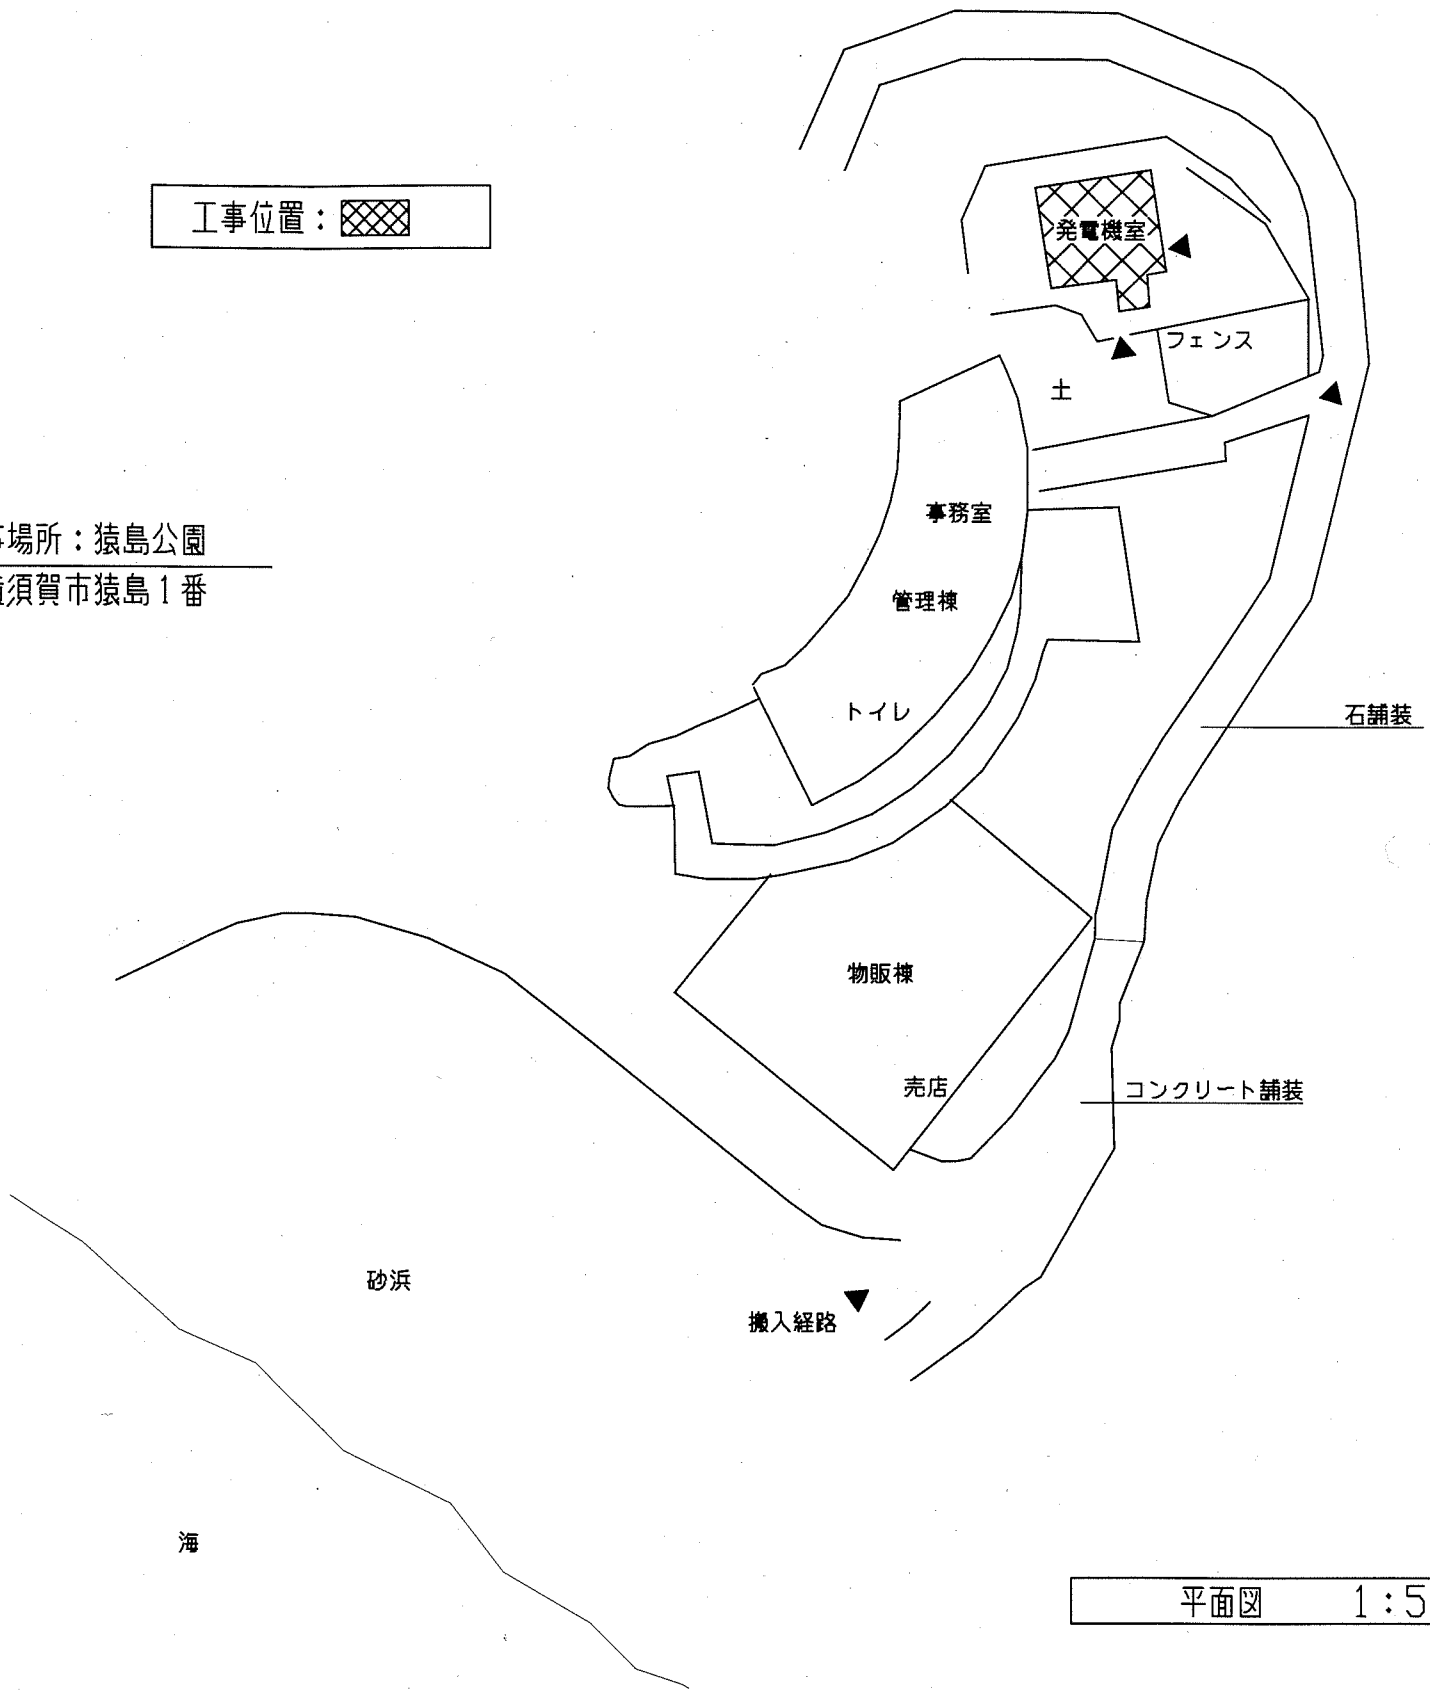 工事位置：
発電機室
フェンス
土
事務室
場所：猿島公園
須賀市猿島１番
管理棟
トイレ
石舗装
物販棟
売店
コンクリート舗装
砂浜
搬入経路
海
平面図 1：5